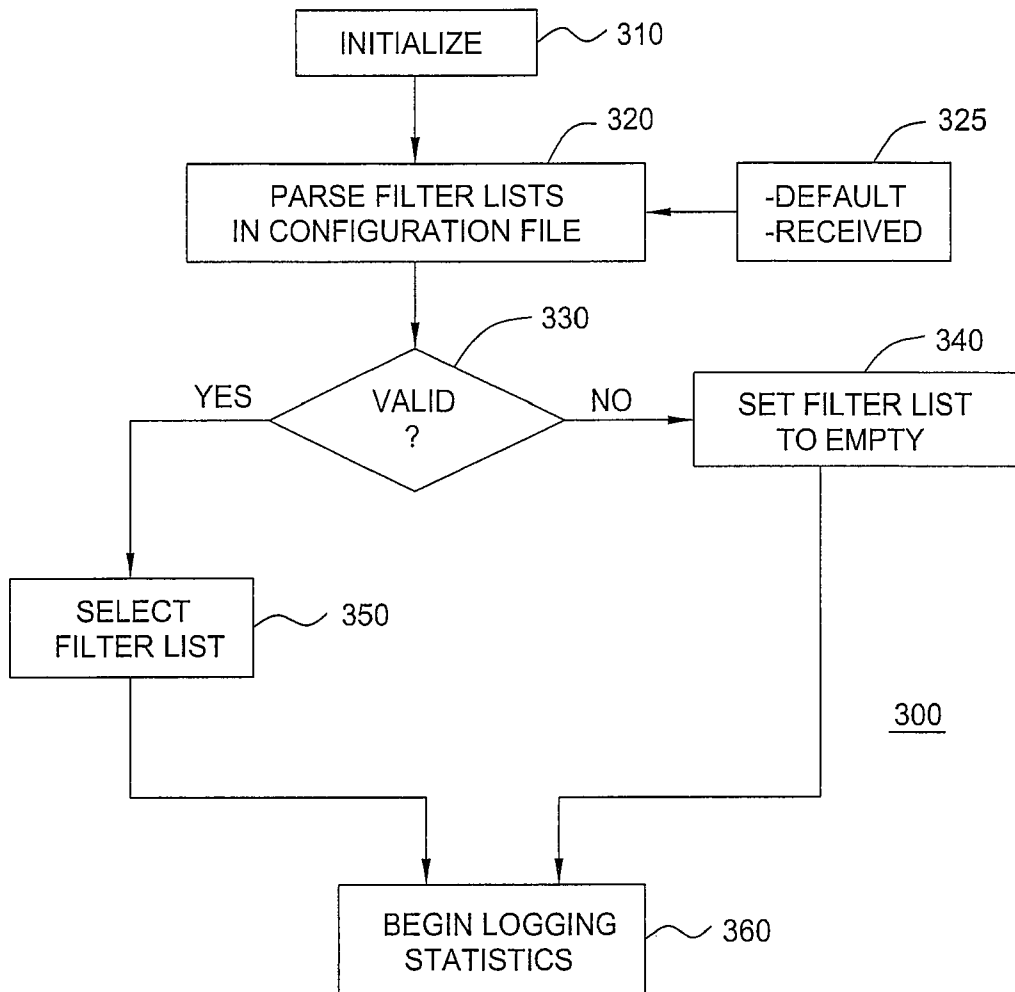 INITIALIZE
310
320
325
PARSE FILTER LISTS
IN CONFIGURATION FILE
-DEFAULT
-RECEIVED
330
340
YES
VALID
?
NO
SET FILTER LIST
TO EMPTY
SELECT
FILTER LIST
350
300
BEGIN LOGGING
STATISTICS
360